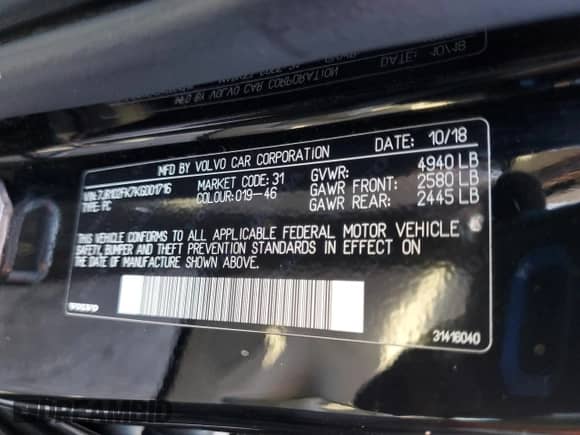 MFD BY VOLVO CAR CORPORATION DATE: 10/18
VIN: 7JR102FK7KG001716 MARKET CODE: 31 GVWR: 4940 LB
TYPE: PC COLOUR: 019-46 GAWR FRONT: 2580 LB
GAWR REAR: 2445 LB
THIS VEHICLE CONFORMS TO ALL APPLICABLE FEDERAL MOTOR VEHICLE
SAFETY, BUMPER AND THEFT PREVENTION STANDARDS IN EFFECT ON
THE DATE OF MANUFACTURE SHOWN ABOVE.
31416040